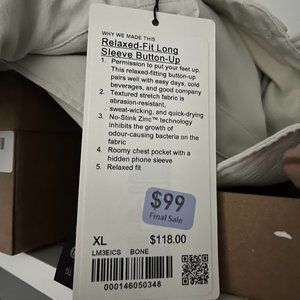 WHY WE MADE THIS
Relaxed-Fit Long
Sleeve Button-Up
1. Permission to put your feet up.
This relaxed-fitting button-up
pairs well with easy days, cold
beverages, and good company
2. Textured stretch fabric is
abrasion-resistant,
sweat-wicking, and quick-drying
3. No-Stink Zinc™ technology
inhibits the growth of
odour-causing bacteria on the
fabric
4. Roomy chest pocket with a
hidden phone sleeve
5. Relaxed fit
$99
Final Sale
XL $118.00
LM3EICS BONE
000146050348